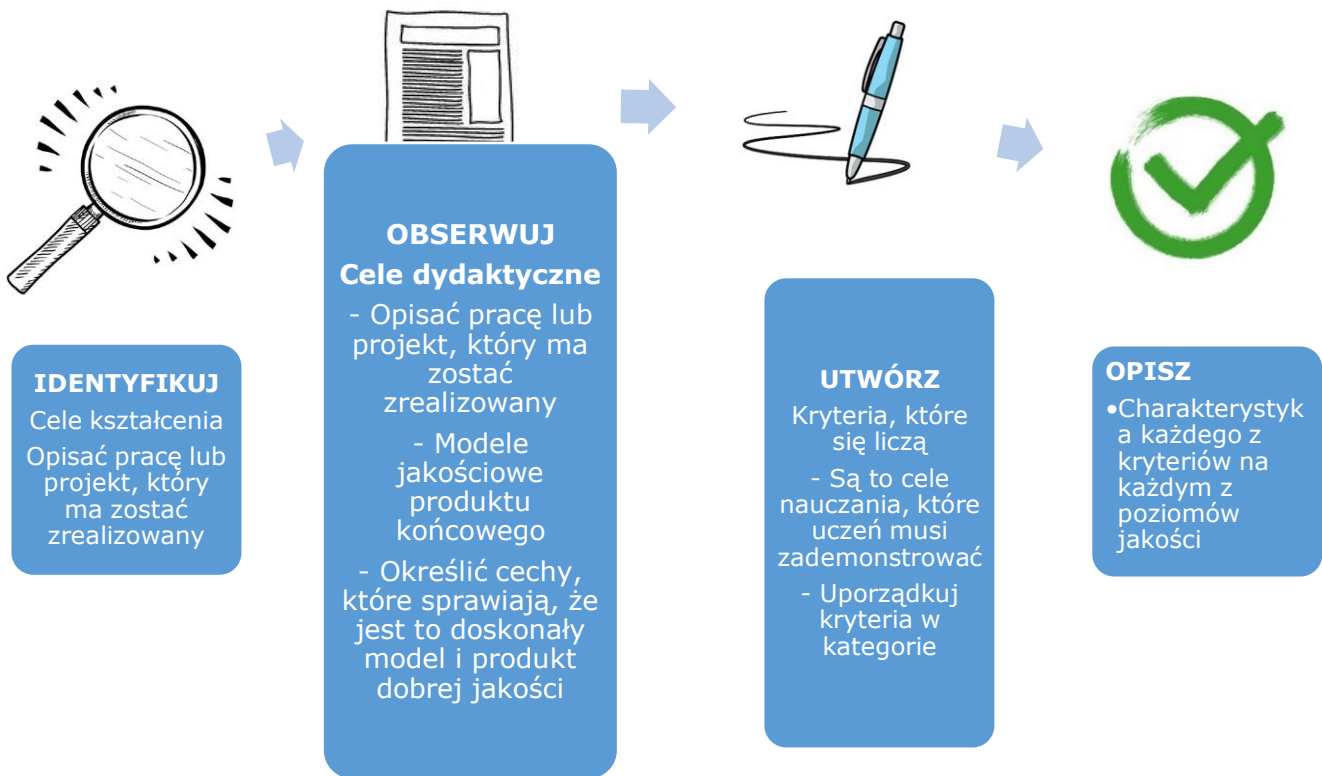 IDENTYFIKUJ
Cele kształcenia
Opisać pracę lub
projekt, który
ma zostać
zrealizowany
OBSERWUJ
Cele dydaktyczne
- Opisać pracę lub
projekt, który ma
zostać
zrealizowany
- Modele
jakościowe
produktu
końcowego
- Określić cechy,
które sprawiają, że
jest to doskonały
model i produkt
dobrej jakości
UTWÓRZ
Kryteria, które
się liczą
- Są to cele
nauczania, które
uczeń musi
zademonstrować
- Uporządkuj
kryteria w
kategorie
OPISZ
•Charakterystyk
a każdego z
kryteriów na
każdym z
poziomów
jakości